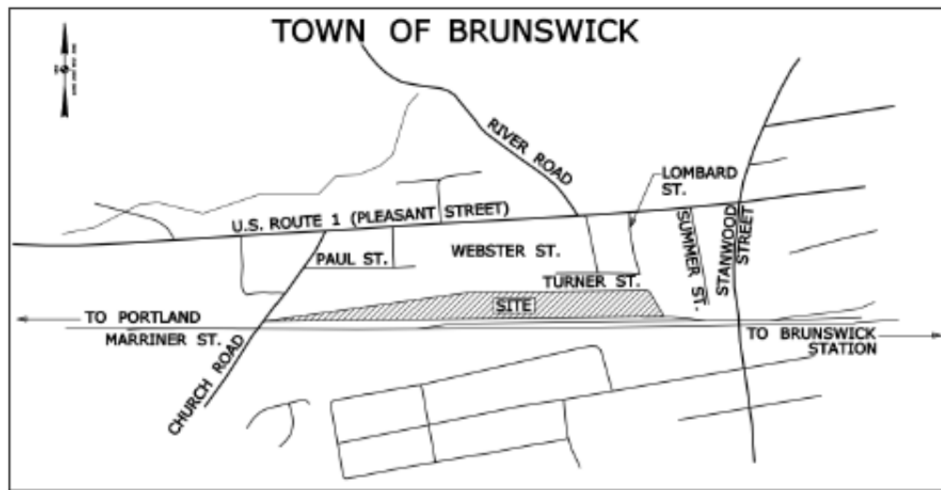 TOWN OF BRUNSWICK
RIVER ROAD
LOMBARD
ST.
U.S. ROUTE 1 (PLEASANT STREET)
SUMMER ST.
STANWOOD
STREET
PAUL ST.
WEBSTER ST.
TURNER ST.
SITE
TO PORTLAND
MARRINER ST.
TO BRUNSWICK
STATION
CHURCH ROAD